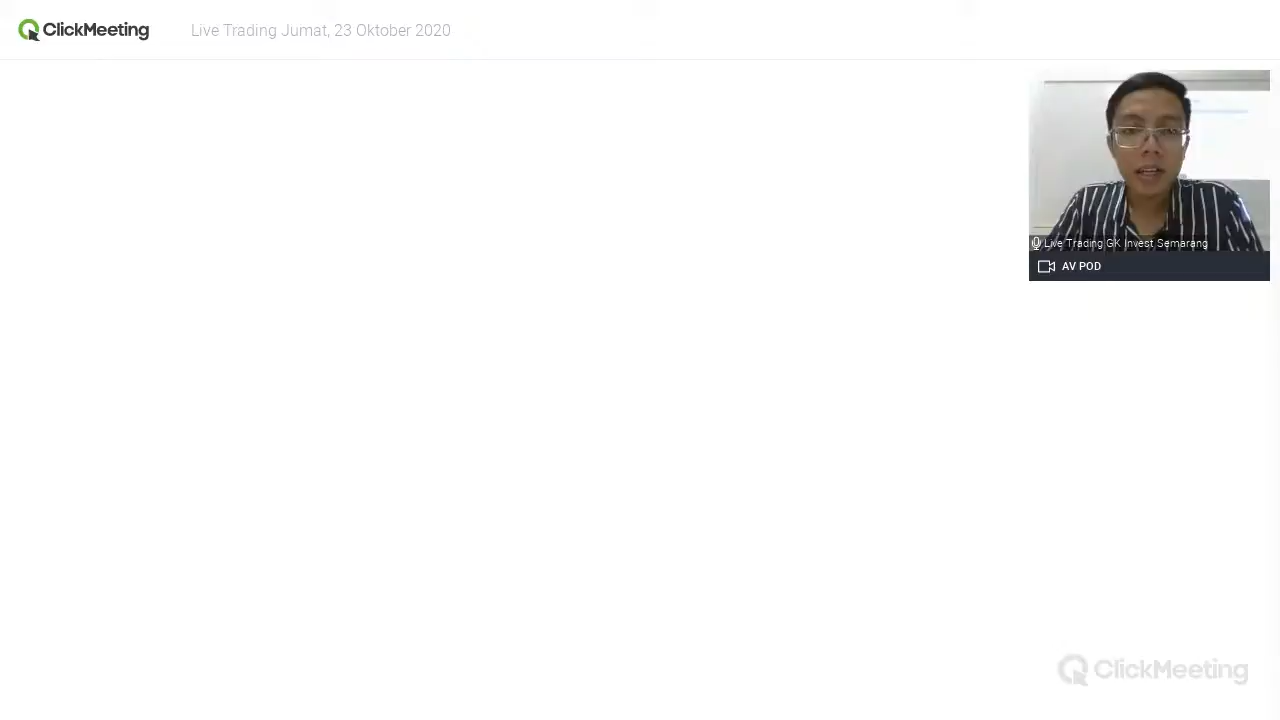 ClickMeeting
Live Trading Jumat, 23 Oktober 2020
Live Trading GK Invest Semarang
AV POD
ClickMeeting